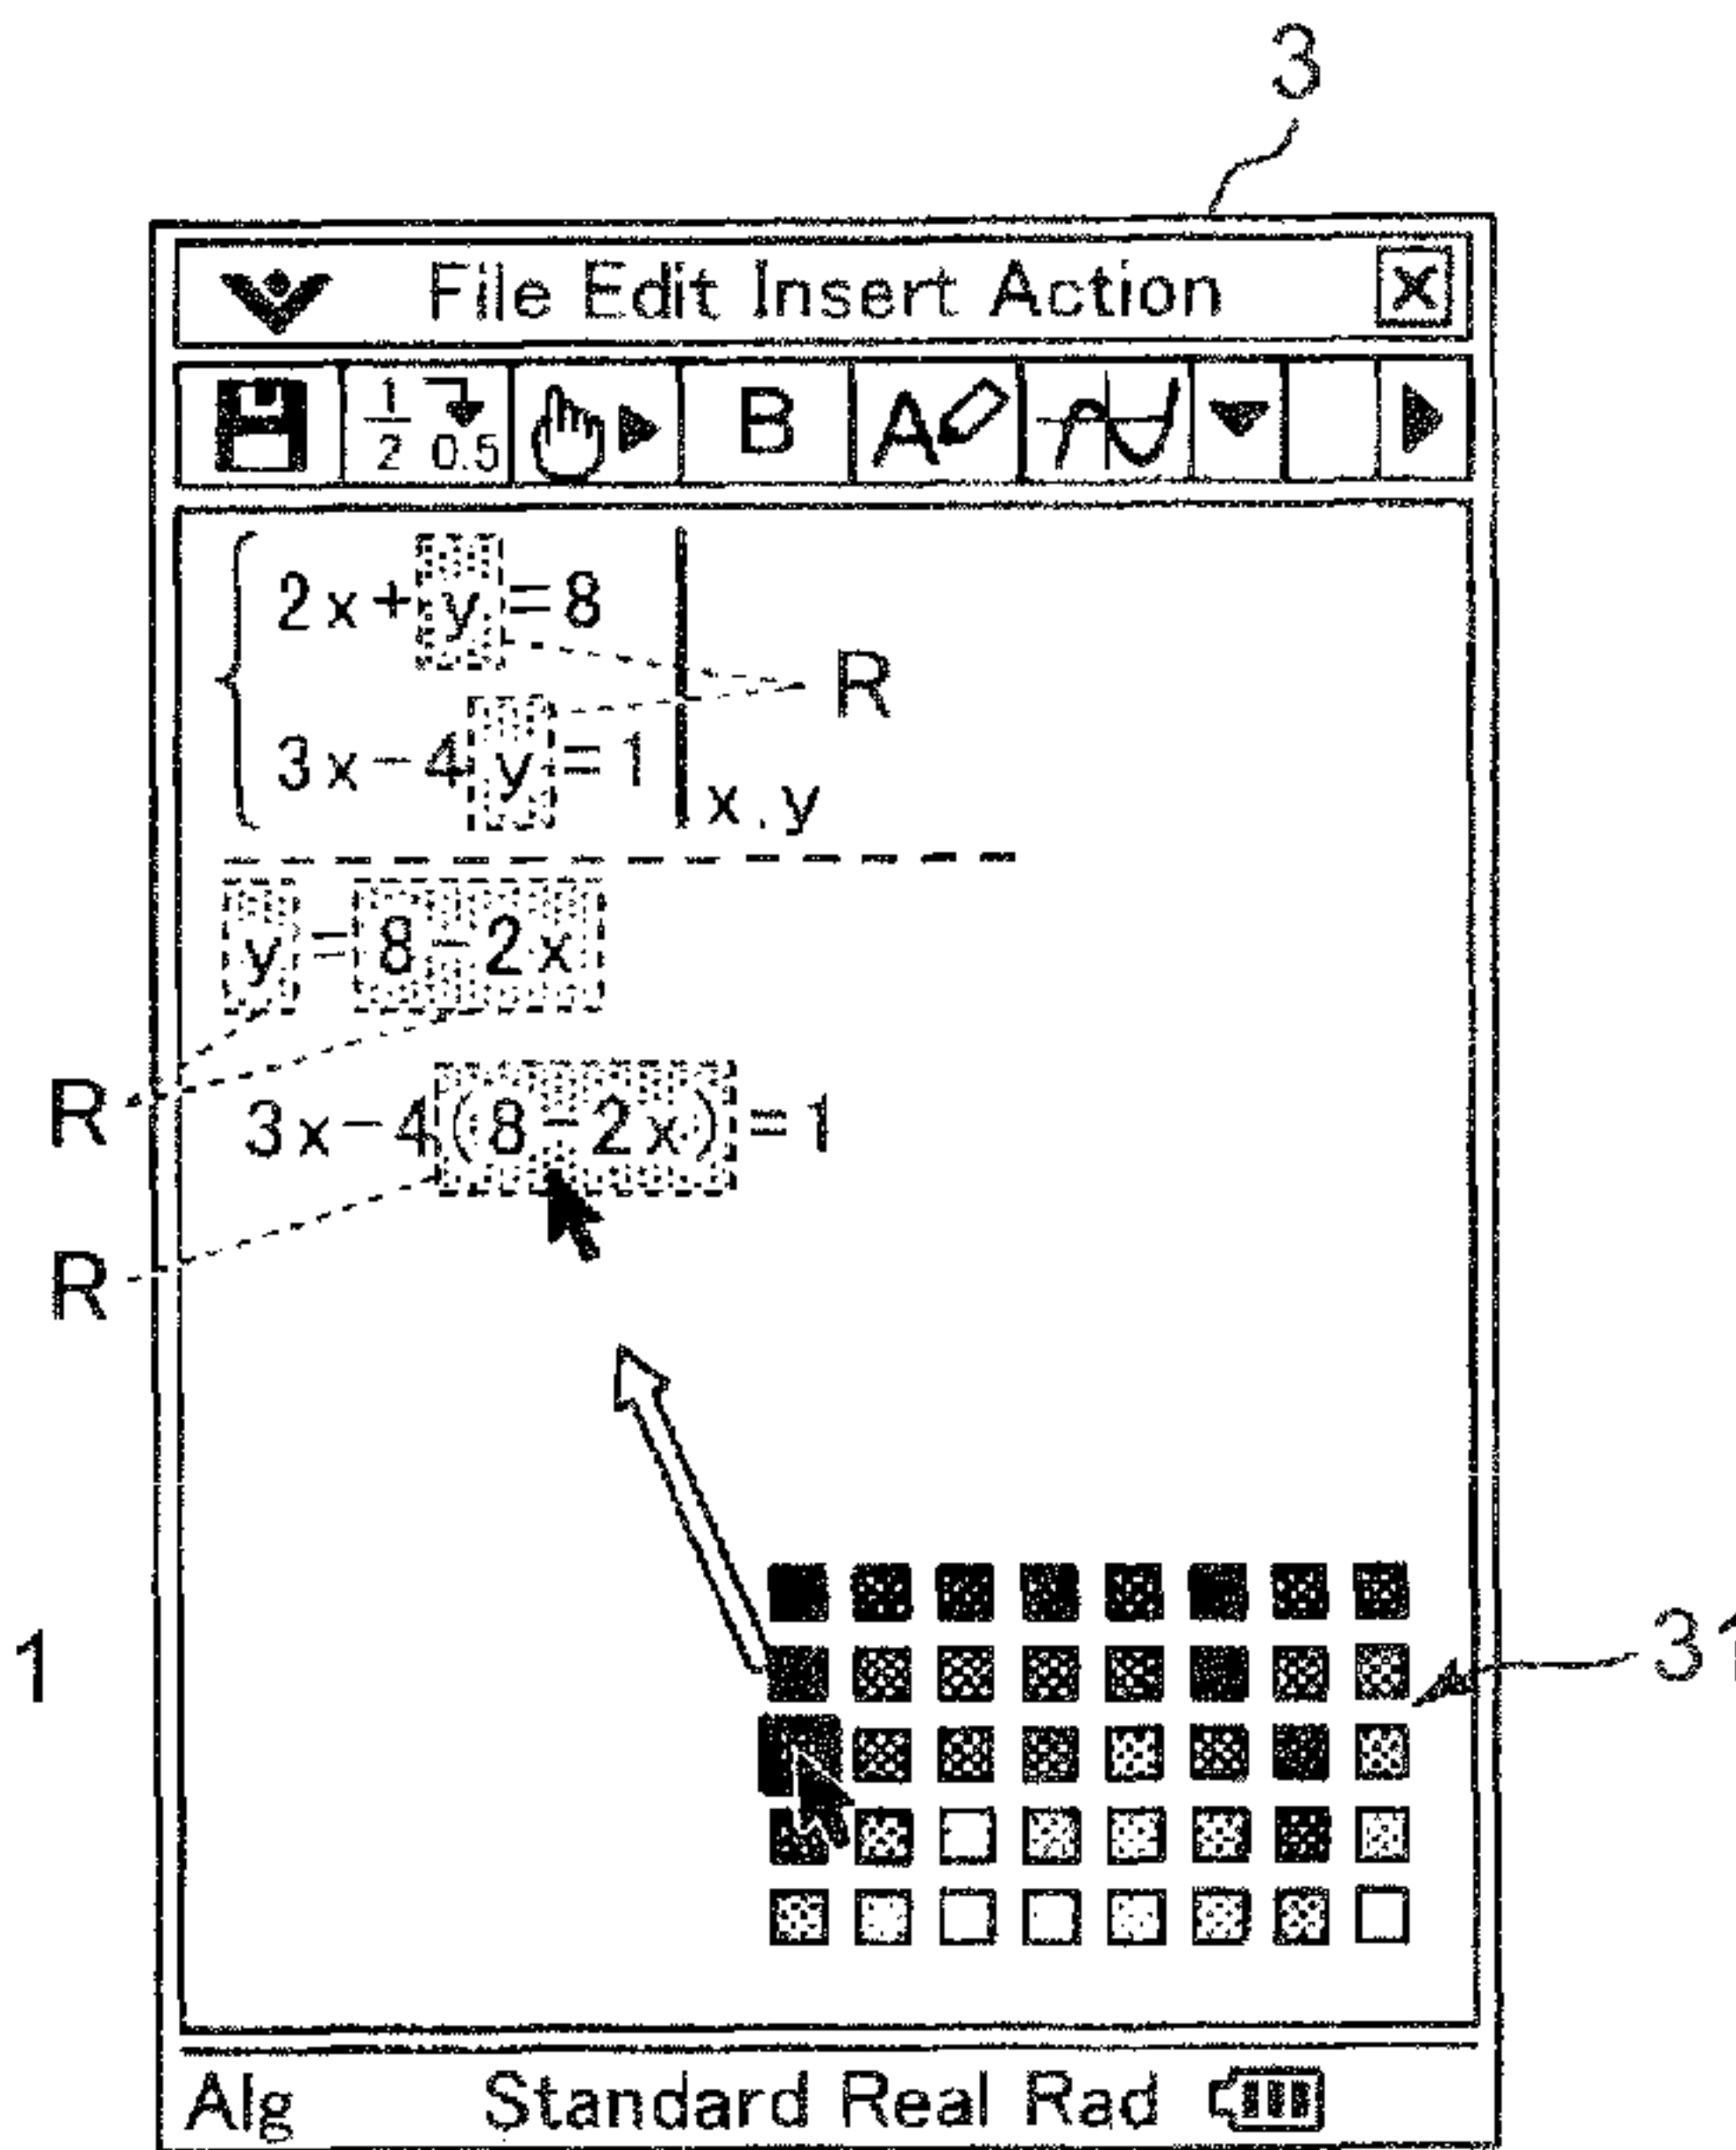 3
File Edit Insert Action X
1/2 0.5 B A
2x+y=8
R
3x-4y=1
x,y
y=8-2x
R
3x-4(8-2x)=1
R
1
31
Alg Standard Real Rad